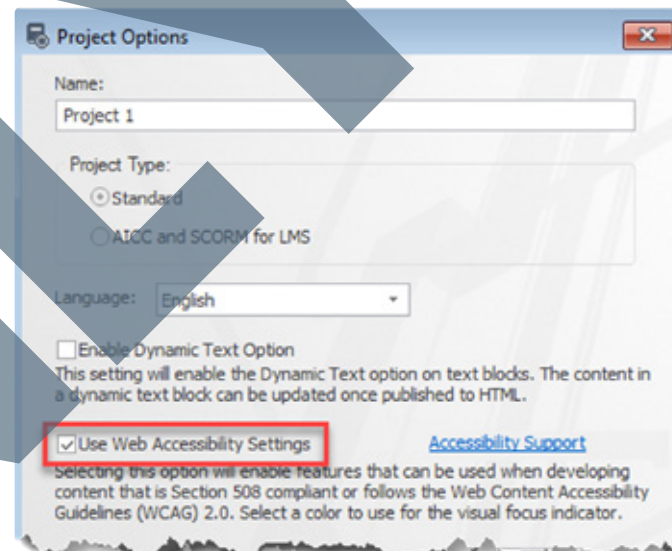 Project Options
Name:
Project 1
Project Type:
Standard
AICC and SCORM for LMS
Language: English
Enable Dynamic Text Option
This setting will enable the Dynamic Text option on text blocks. The content in
a dynamic text block can be updated once published to HTML.
Use Web Accessibility Settings Accessibility Support
Selecting this option will enable features that can be used when developing
content that is Section 508 compliant or follows the Web Content Accessibility
Guidelines (WCAG) 2.0. Select a color to use for the visual focus indicator.